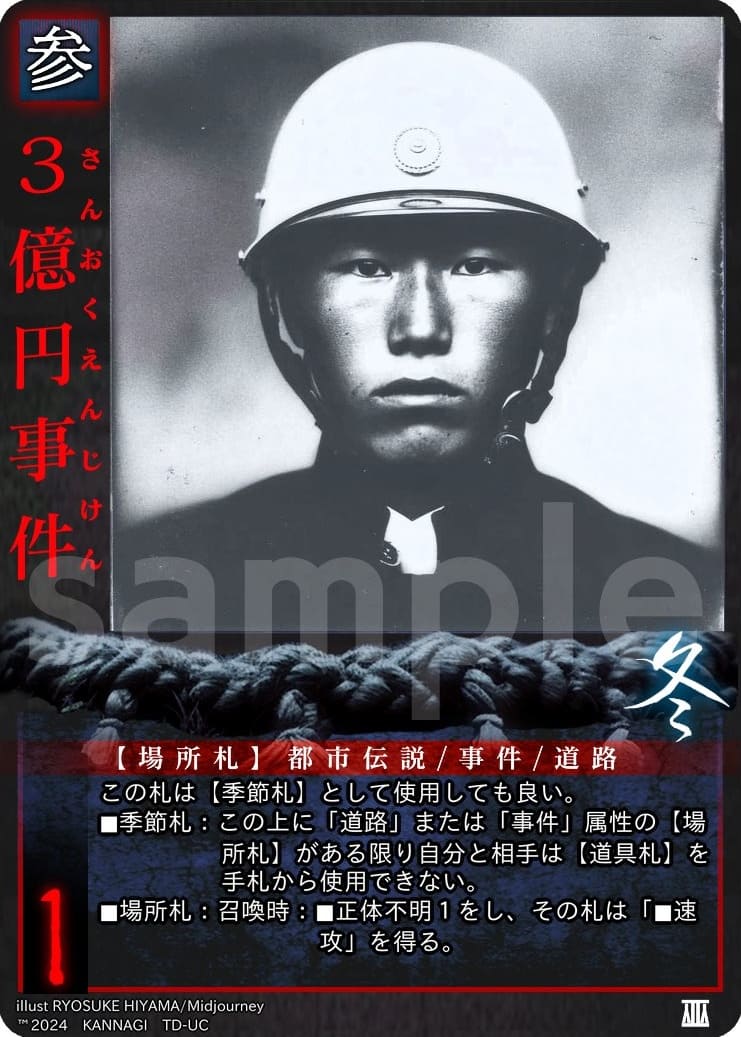 参
3億円事件
さんおくえんじけん
sample
冬
【場所札】都市伝説/事件/道路
この札は【季節札】として使用しても良い。
■季節札：この上に「道路」または「事件」属性の【場
所札】がある限り自分と相手は【道具札】を
手札から使用できない。
■場所札：召喚時：■正体不明1をし、その札は「■速
攻」を得る。
1
illust RYOSUKE HIYAMA/Midjourney
™2024 KANNAGI TD-UC